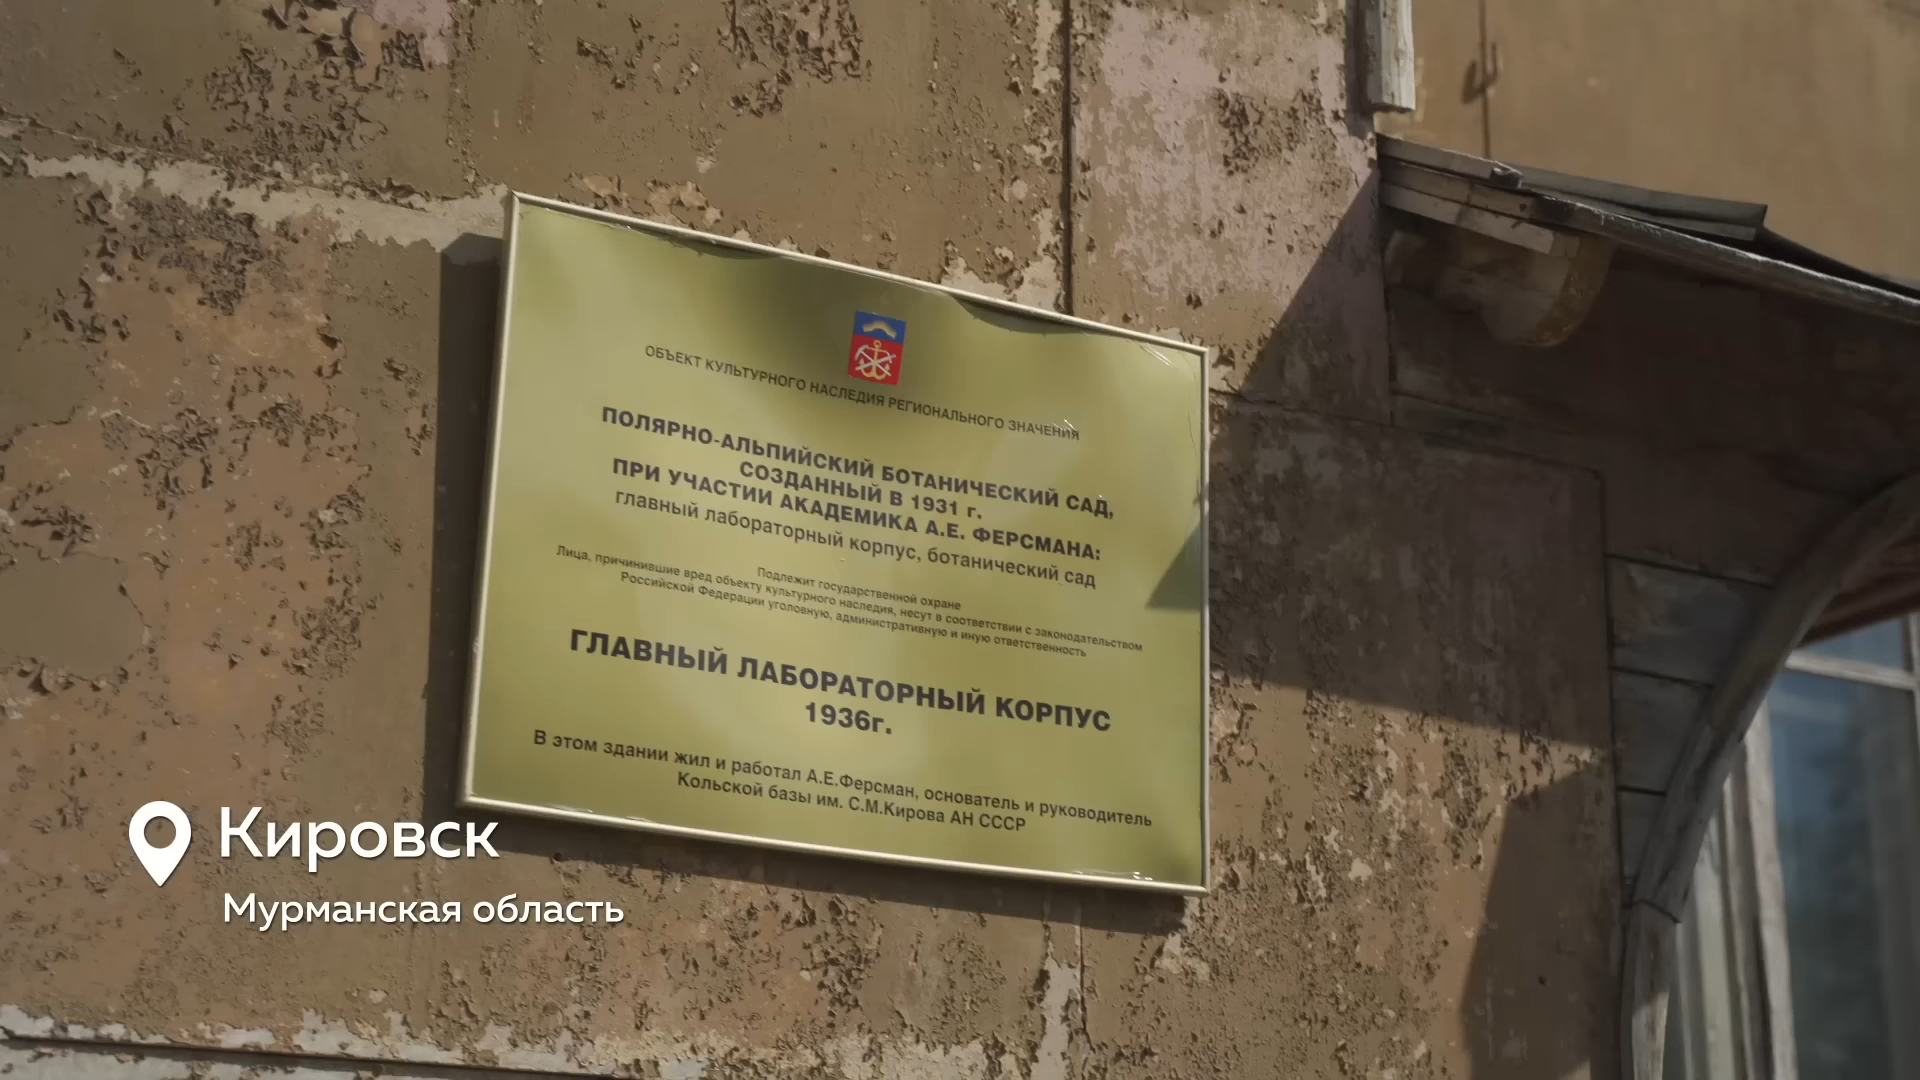 ОБЪЕКТ КУЛЬТУРНОГО НАСЛЕДИЯ РЕГИОНАЛЬНОГО ЗНАЧЕНИЯ
ПОЛЯРНО-АЛЬПИЙСКИЙ БОТАНИЧЕСКИЙ САД,
СОЗДАННЫЙ В 1931 г.
ПРИ УЧАСТИИ АКАДЕМИКА А.Е. ФЕРСМАНА:
главный лабораторный корпус, ботанический сад
Подлежит государственной охране
Лица, причинившие вред объекту культурного наследия, несут в соответствии с законодательством
Российской Федерации уголовную, административную и иную ответственность
ГЛАВНЫЙ ЛАБОРАТОРНЫЙ КОРПУС
1936г.
В этом здании жил и работал А.Е.Ферсман, основатель и руководитель
Кольской базы им. С.М.Кирова АН СССР
Кировск
Мурманская область